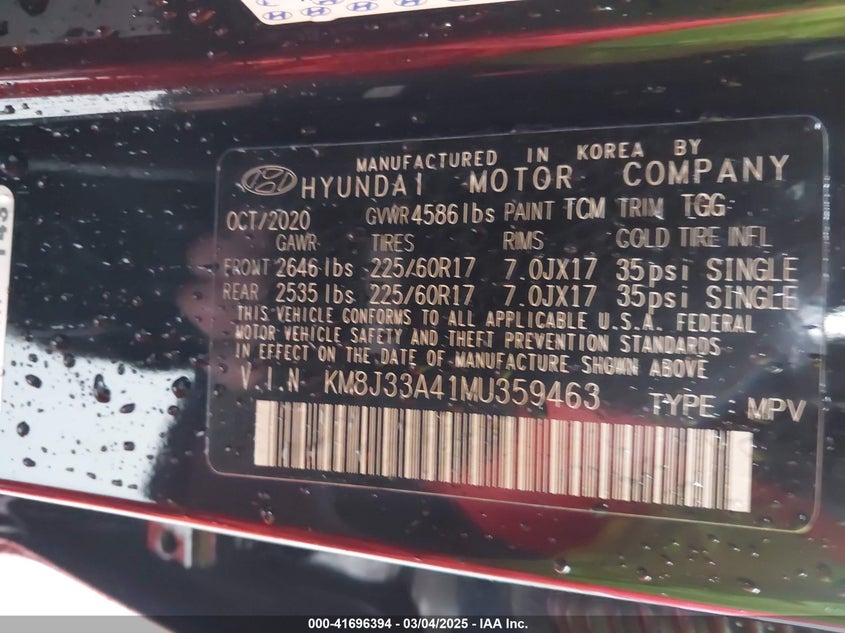 MANUFACTURED IN KOREA BY
HYUNDAI MOTOR COMPANY
OCT/2020 GVWR 4586 lbs PAINT TCM TRIM TGG
GAWR TIRES RIMS COLD TIRE INFL
FRONT 2646 lbs 225/60R17 7.0JX17 35psi SINGLE
REAR 2535 lbs 225/60R17 7.0JX17 35psi SINGLE
THIS VEHICLE CONFORMS TO ALL APPLICABLE U.S.A. FEDERAL
MOTOR VEHICLE SAFETY AND THEFT PREVENTION STANDARDS
IN EFFECT ON THE DATE OF MANUFACTURE SHOWN ABOVE
V.I.N KM8J33A41MU359463 TYPE MPV
000-41696394 - 03/04/2025 - IAA Inc.